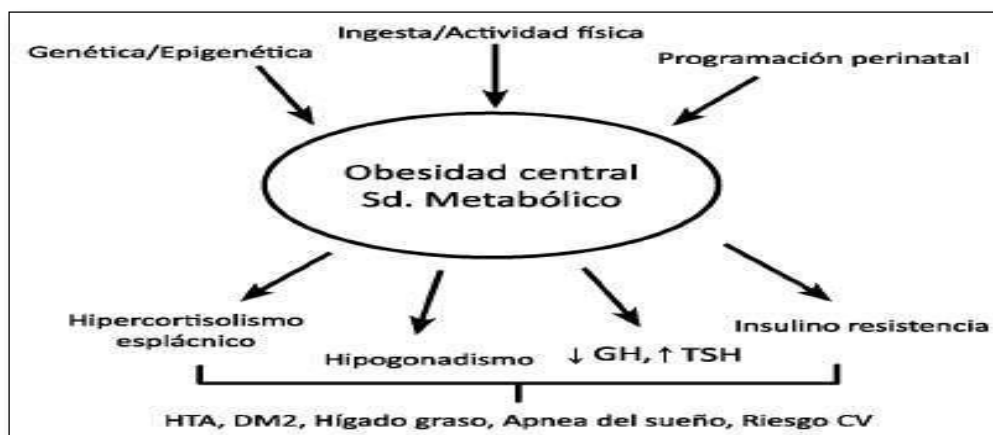 Ingesta/Actividad física
Genética/Epigenética
Programación perinatal
Obesidad central
Sd. Metabólico
Hipercortisolismo
esplácnico
Hipogonadismo
↓ GH, ↑ TSH
Insulino resistencia
HTA, DM2, Hígado graso, Apnea del sueño, Riesgo CV